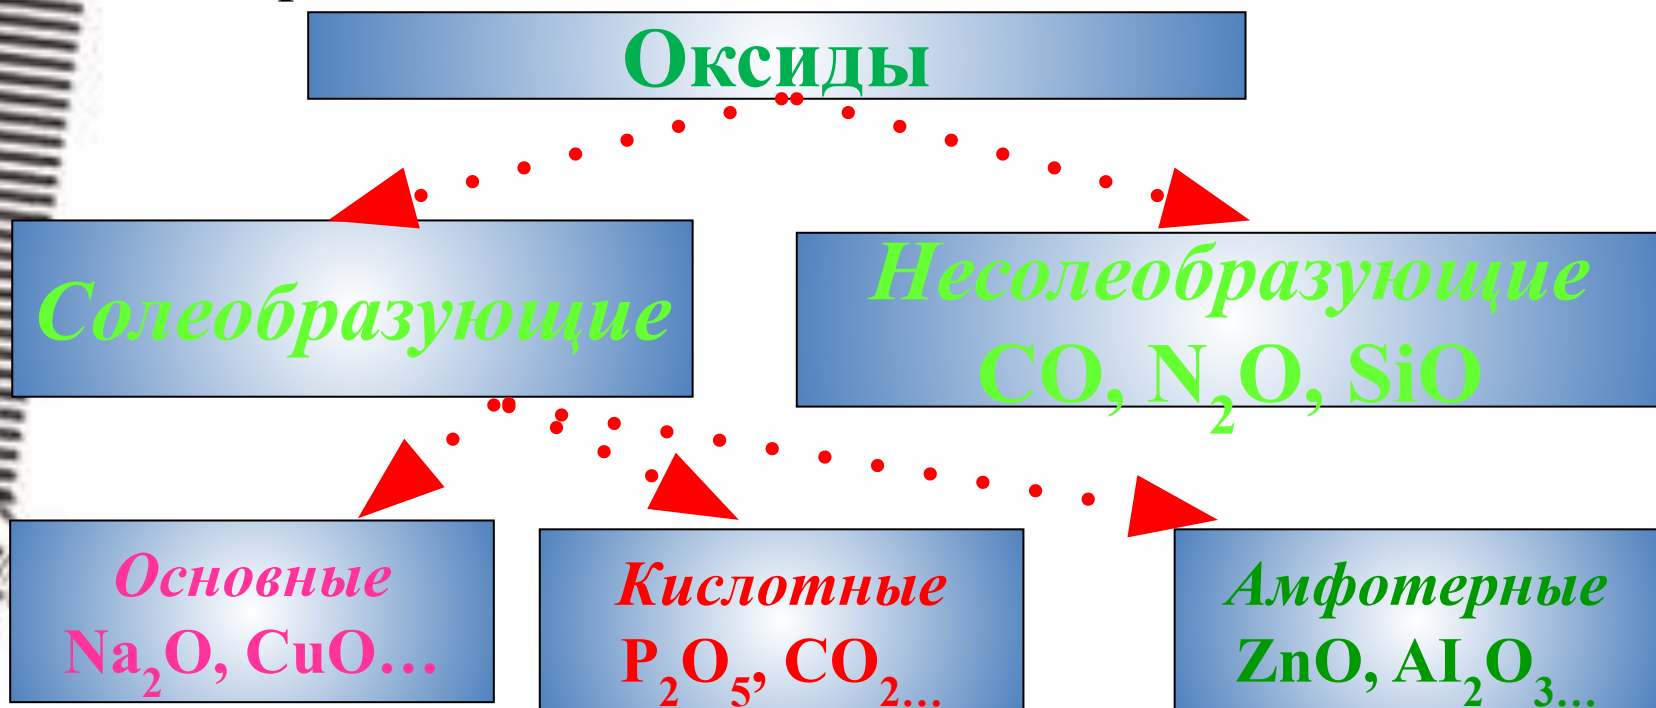 Оксиды
Солеобразующие
Несолеобразующие
CO, N₂O, SiO
Основные
Na₂O, CuO…
Кислотные
P₂O₅, CO₂…
Амфотерные
ZnO, AI₂O₃…